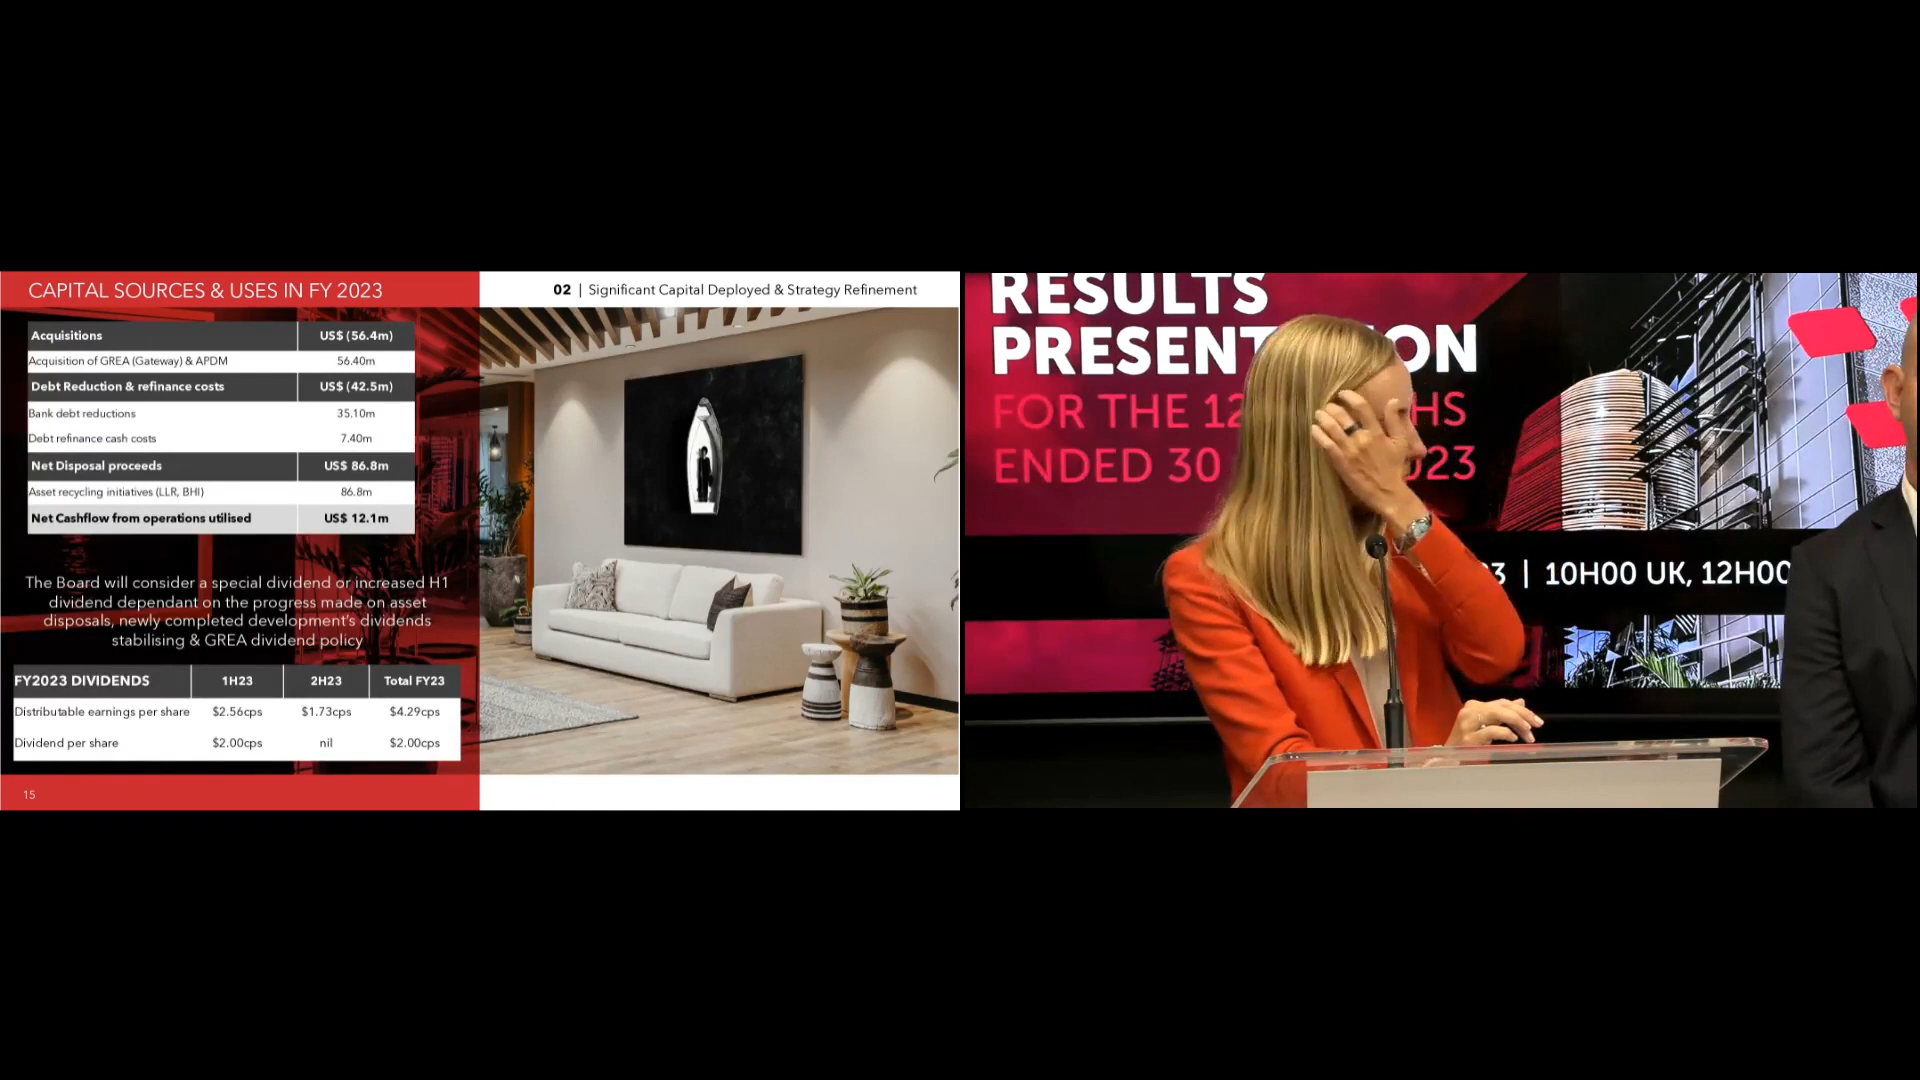 CAPITAL SOURCES & USES IN FY 2023
Acquisitions US$ (56.4m)
Acquisition of GREA (Gateway) & APDM 56.40m
Debt Reduction & refinance costs US$ (42.5m)
Bank debt reductions 35.10m
Debt refinance cash costs 7.40m
Net Disposal proceeds US$ 86.8m
Asset recycling initiatives (LLR, BHI) 86.8m
Net Cashflow from operations utilised US$ 12.1m
The Board will consider a special dividend or increased H1
dividend dependant on the progress made on asset
disposals, newly completed development's dividends
stabilising & GREA dividend policy
FY2023 DIVIDENDS 1H23 2H23 Total FY23
Distributable earnings per share $2.56cps $1.73cps $4.29cps
Dividend per share $2.00cps nil $2.00cps
15
02 | Significant Capital Deployed & Strategy Refinement
RESULTS
PRESENT ON
FOR THE 12 HS
ENDED 30 023
3 | 10H00 UK, 12H00